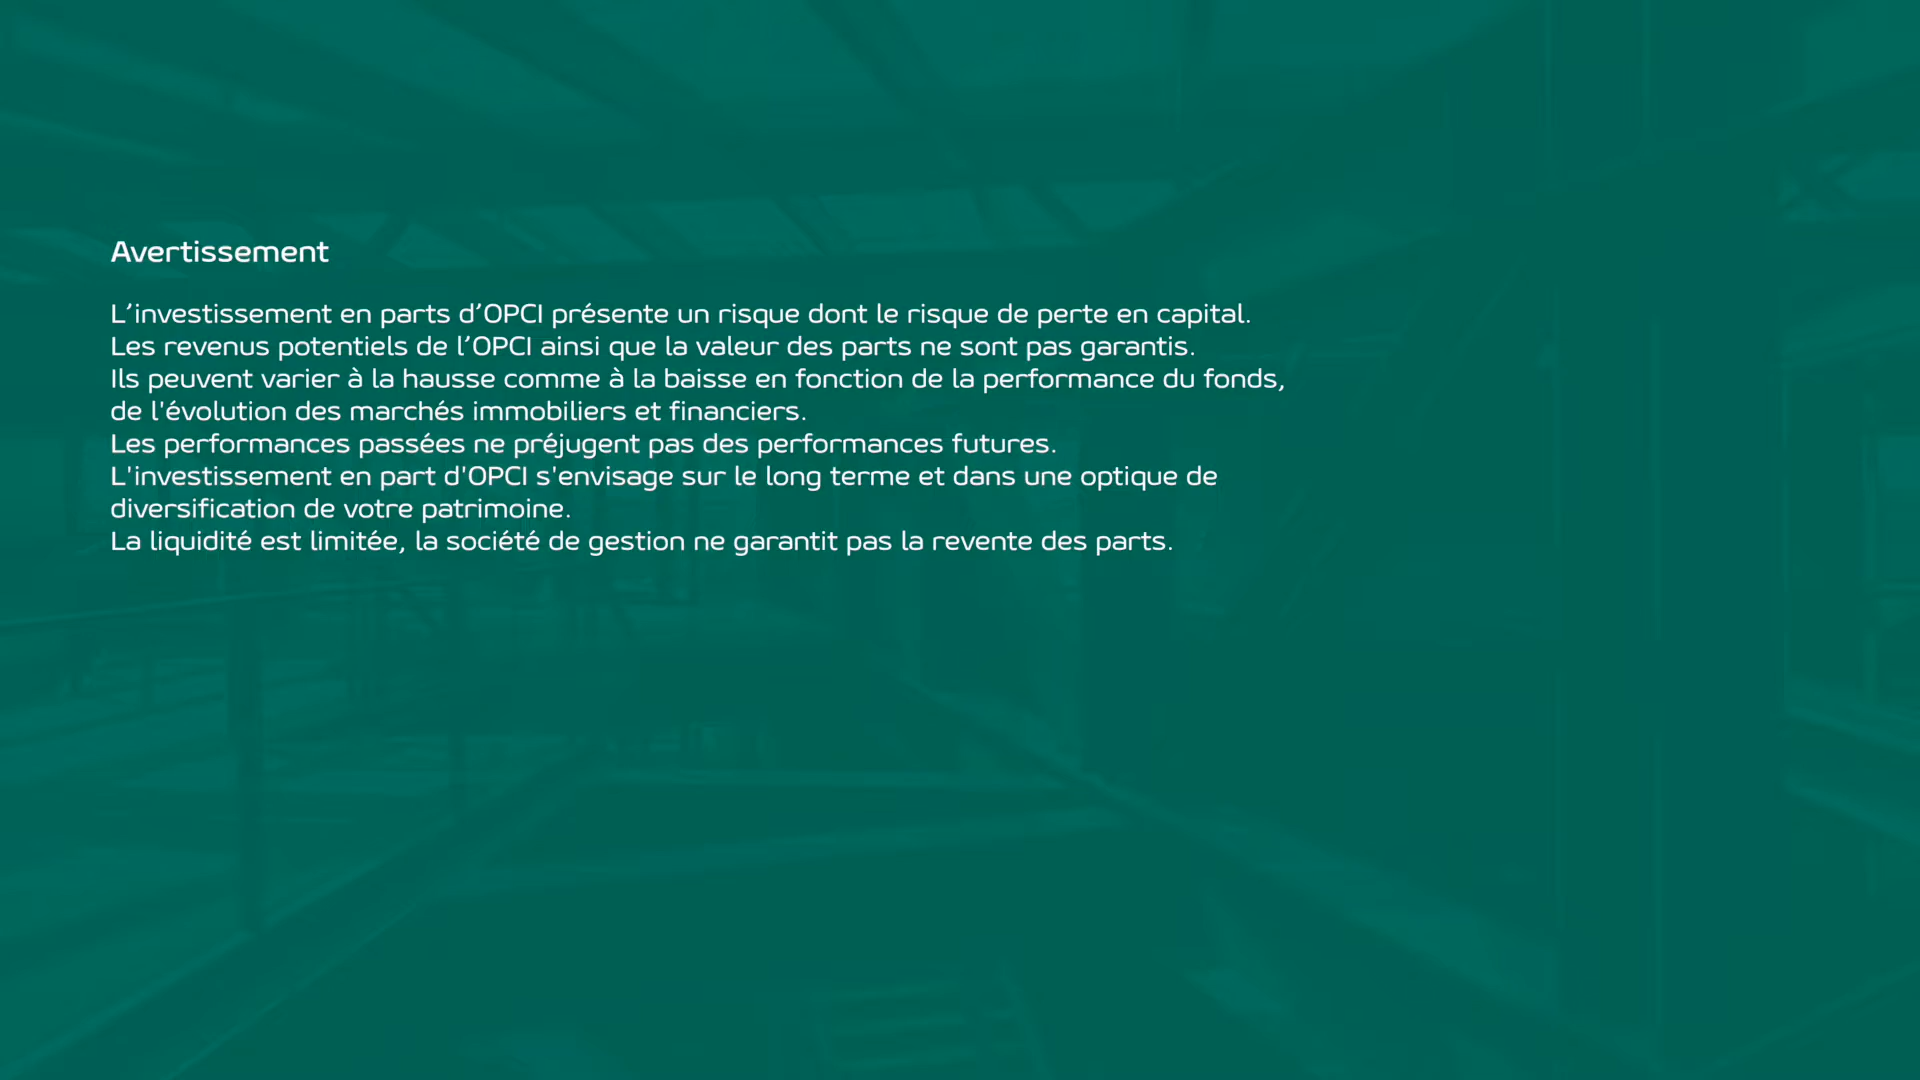 Avertissement
L’investissement en parts d’OPCI présente un risque dont le risque de perte en capital.
Les revenus potentiels de l’OPCI ainsi que la valeur des parts ne sont pas garantis.
Ils peuvent varier à la hausse comme à la baisse en fonction de la performance du fonds,
de l'évolution des marchés immobiliers et financiers.
Les performances passées ne préjugent pas des performances futures.
L'investissement en part d'OPCI s'envisage sur le long terme et dans une optique de
diversification de votre patrimoine.
La liquidité est limitée, la société de gestion ne garantit pas la revente des parts.